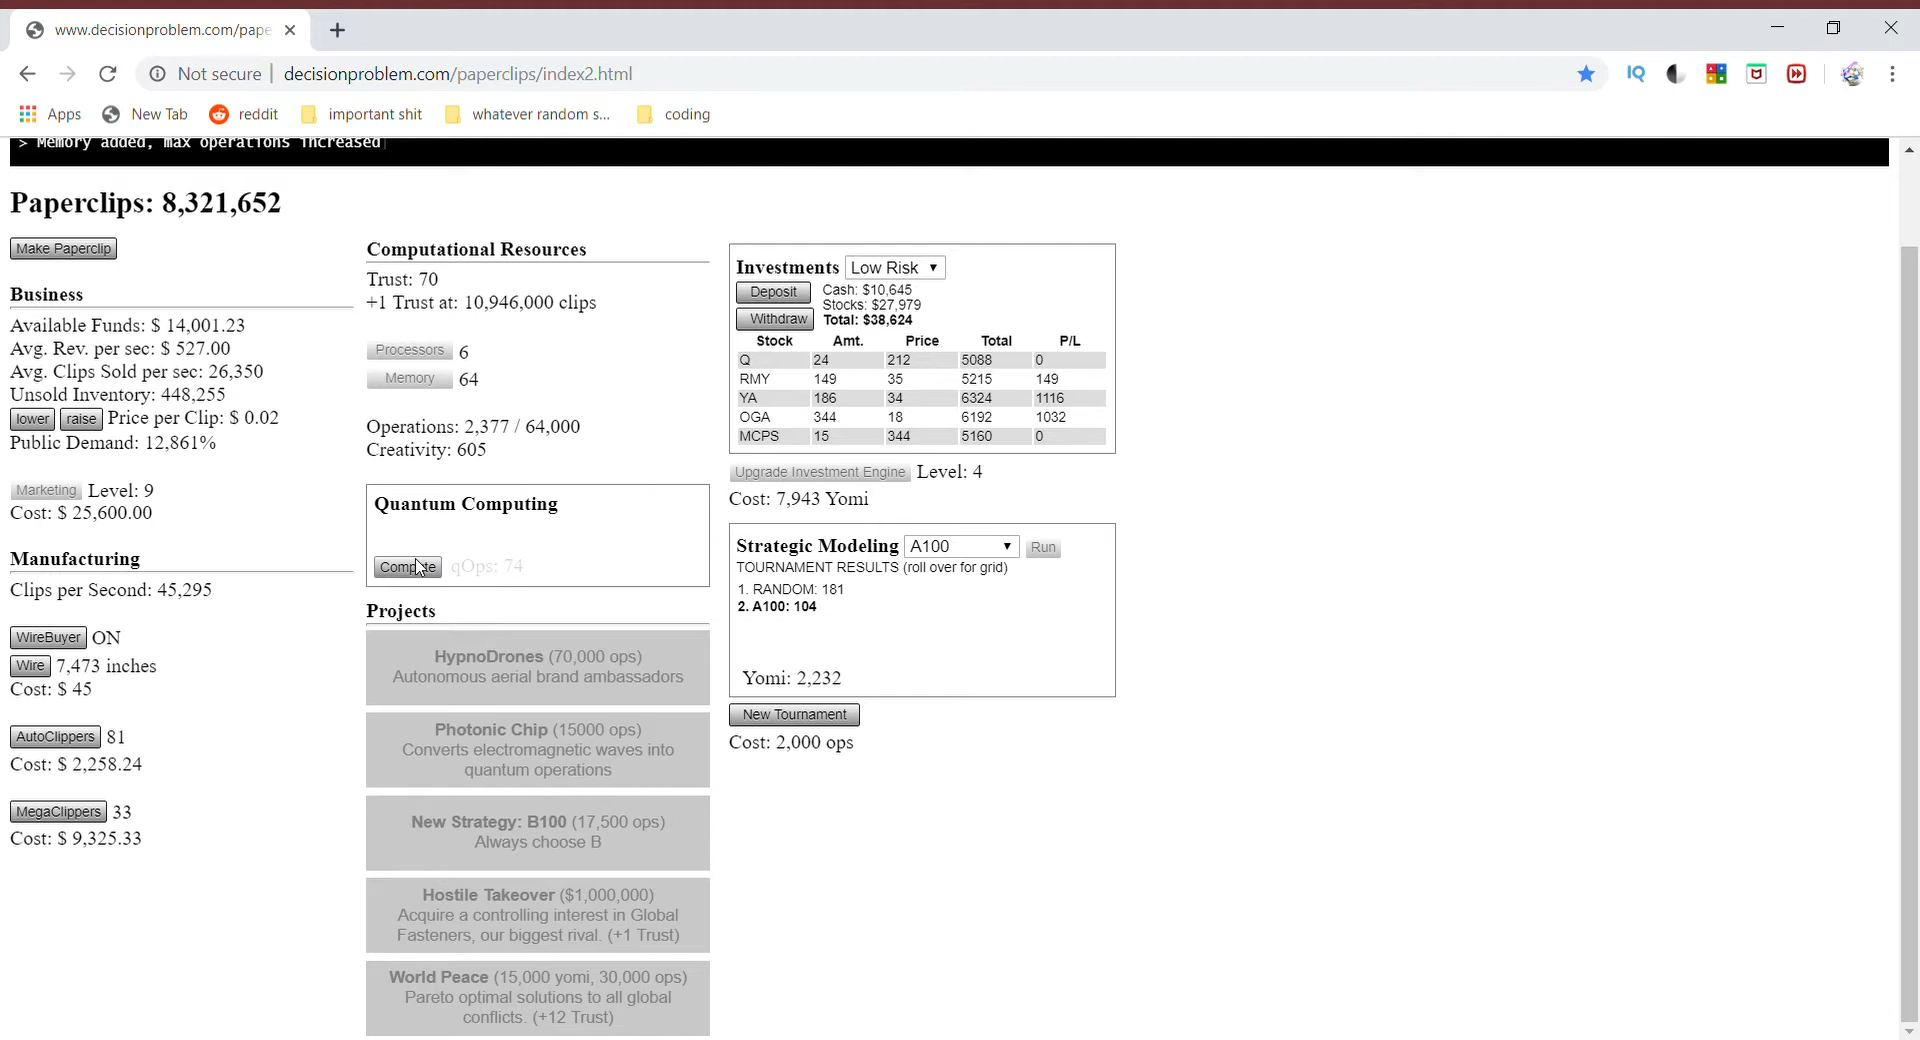 www.decisionproblem.com/pape
Not secure
decisionproblem.com/paperclips/index2.html
IQ
Apps
New Tab
reddit
important shit
whatever random s...
coding
> Memory added, max operations increased
Paperclips: 8,321,652
Make Paperclip
Business
Available Funds: $ 14,001.23
Avg. Rev. per sec: $ 527.00
Avg. Clips Sold per sec: 26,350
Unsold Inventory: 448,255
lower raise Price per Clip: $ 0.02
Public Demand: 12,861%
Marketing Level: 9
Cost: $ 25,600.00
Manufacturing
Clips per Second: 45,295
WireBuyer ON
Wire 7,473 inches
Cost: $ 45
AutoClippers 81
Cost: $ 2,258.24
MegaClippers 33
Cost: $ 9,325.33
Computational Resources
Trust: 70
+1 Trust at: 10,946,000 clips
Processors 6
Memory 64
Operations: 2,377 / 64,000
Creativity: 605
Quantum Computing
Compute qOps: 74
Projects
HypnoDrones (70,000 ops)
Autonomous aerial brand ambassadors
Photonic Chip (15000 ops)
Converts electromagnetic waves into
quantum operations
New Strategy: B100 (17,500 ops)
Always choose B
Hostile Takeover ($1,000,000)
Acquire a controlling interest in Global
Fasteners, our biggest rival. (+1 Trust)
World Peace (15,000 yomi, 30,000 ops)
Pareto optimal solutions to all global
conflicts. (+12 Trust)
Investments Low Risk
Deposit Cash: $10,645
Stocks: $27,979
Withdraw Total: $38,624
Stock Amt. Price Total P/L
Q 24 212 5088 0
RMY 149 35 5215 149
YA 186 34 6324 1116
OGA 344 18 6192 1032
MCPS 15 344 5160 0
Upgrade Investment Engine Level: 4
Cost: 7,943 Yomi
Strategic Modeling A100 Run
TOURNAMENT RESULTS (roll over for grid)
1. RANDOM: 181
2. A100: 104
Yomi: 2,232
New Tournament
Cost: 2,000 ops